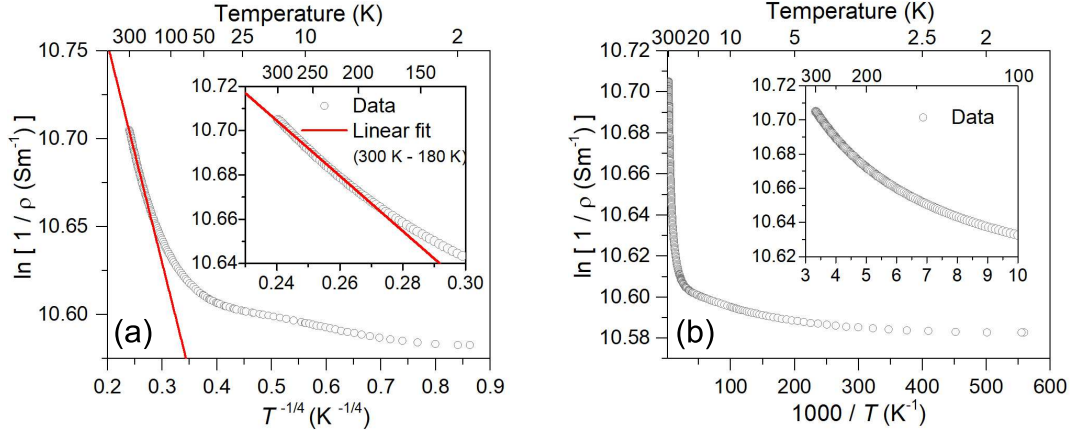 Temperature (K)
300 100 50 25 10 2
10.75
10.70
10.65
10.60
ln [ 1 / ρ (Sm⁻¹) ]
0.2 0.3 0.4 0.5 0.6 0.7 0.8 0.9
T ⁻¹/⁴ (K ⁻¹/⁴)
(a)
300 250 200 150
10.72
10.70
10.68
10.66
10.64
0.24 0.26 0.28 0.30
Data
Linear fit
(300 K - 180 K)
Temperature (K)
300 20 10 5 2.5 2
10.72
10.70
10.68
10.66
10.64
10.62
10.60
10.58
ln [ 1 / ρ (Sm⁻¹) ]
100 200 300 400 500 600
1000 / T (K⁻¹)
(b)
300 200 100
10.72
10.70
10.68
10.66
10.64
10.62
3 4 5 6 7 8 9 10
Data